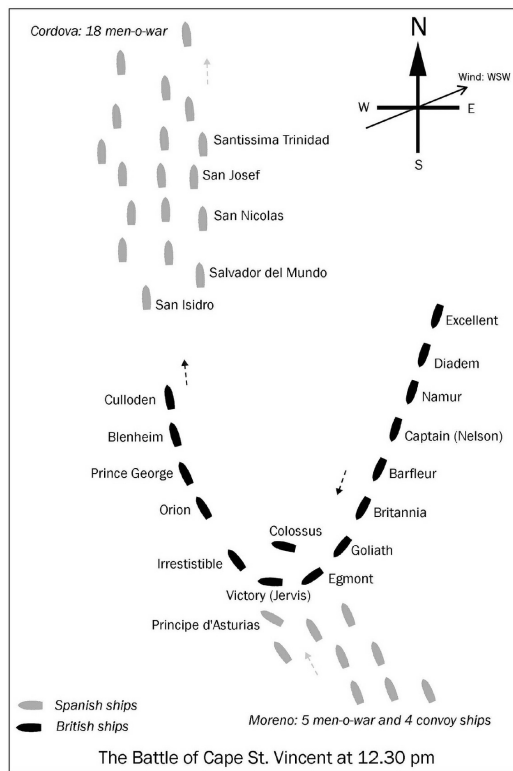 Cordova: 18 men-o-war
N
Wind: WSW
W
E
S
Santissima Trinidad
San Josef
San Nicolas
Salvador del Mundo
San Isidro
Excellent
Diadem
Namur
Captain (Nelson)
Barfleur
Britannia
Goliath
Egmont
Culloden
Blenheim
Prince George
Orion
Colossus
Irrestistible
Victory (Jervis)
Principe d'Asturias
Spanish ships
British ships
Moreno: 5 men-o-war and 4 convoy ships
The Battle of Cape St. Vincent at 12.30 pm